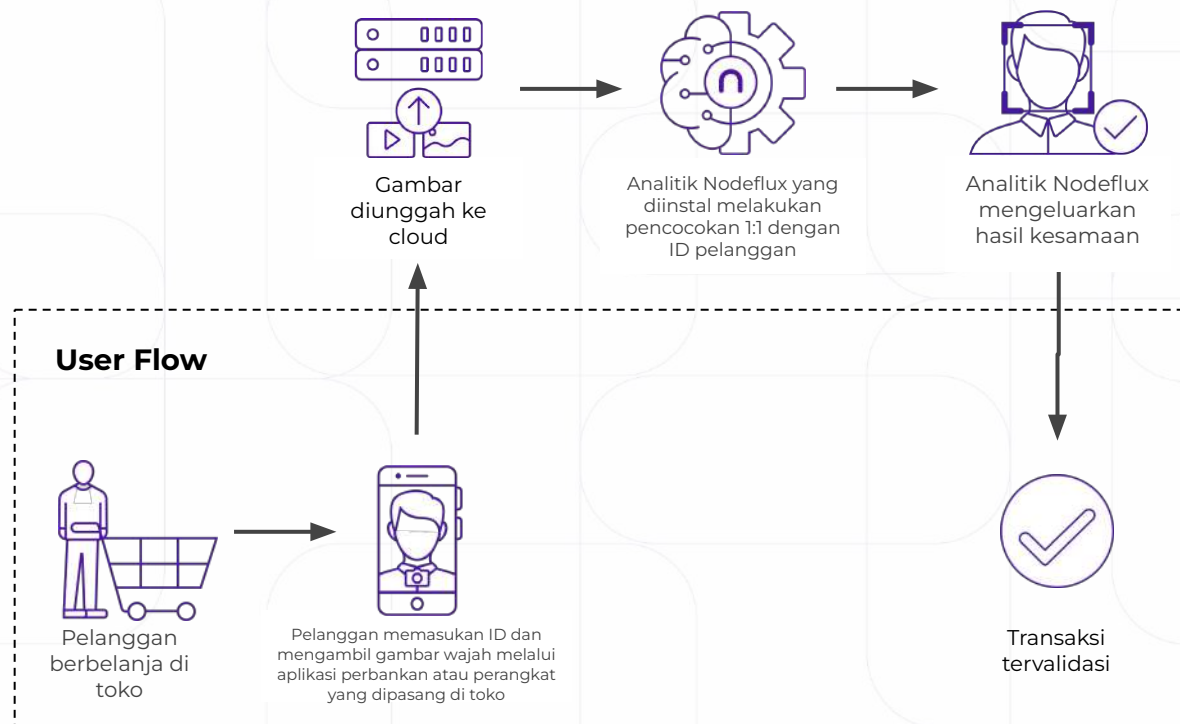 Gambar
diunggah ke
cloud
Analitik Nodeflux yang
diinstal melakukan
pencocokan 1:1 dengan
ID pelanggan
Analitik Nodeflux
mengeluarkan
hasil kesamaan
User Flow
Pelanggan
berbelanja di
toko
Pelanggan memasukan ID dan
mengambil gambar wajah melalui
aplikasi perbankan atau perangkat
yang dipasang di toko
Transaksi
tervalidasi